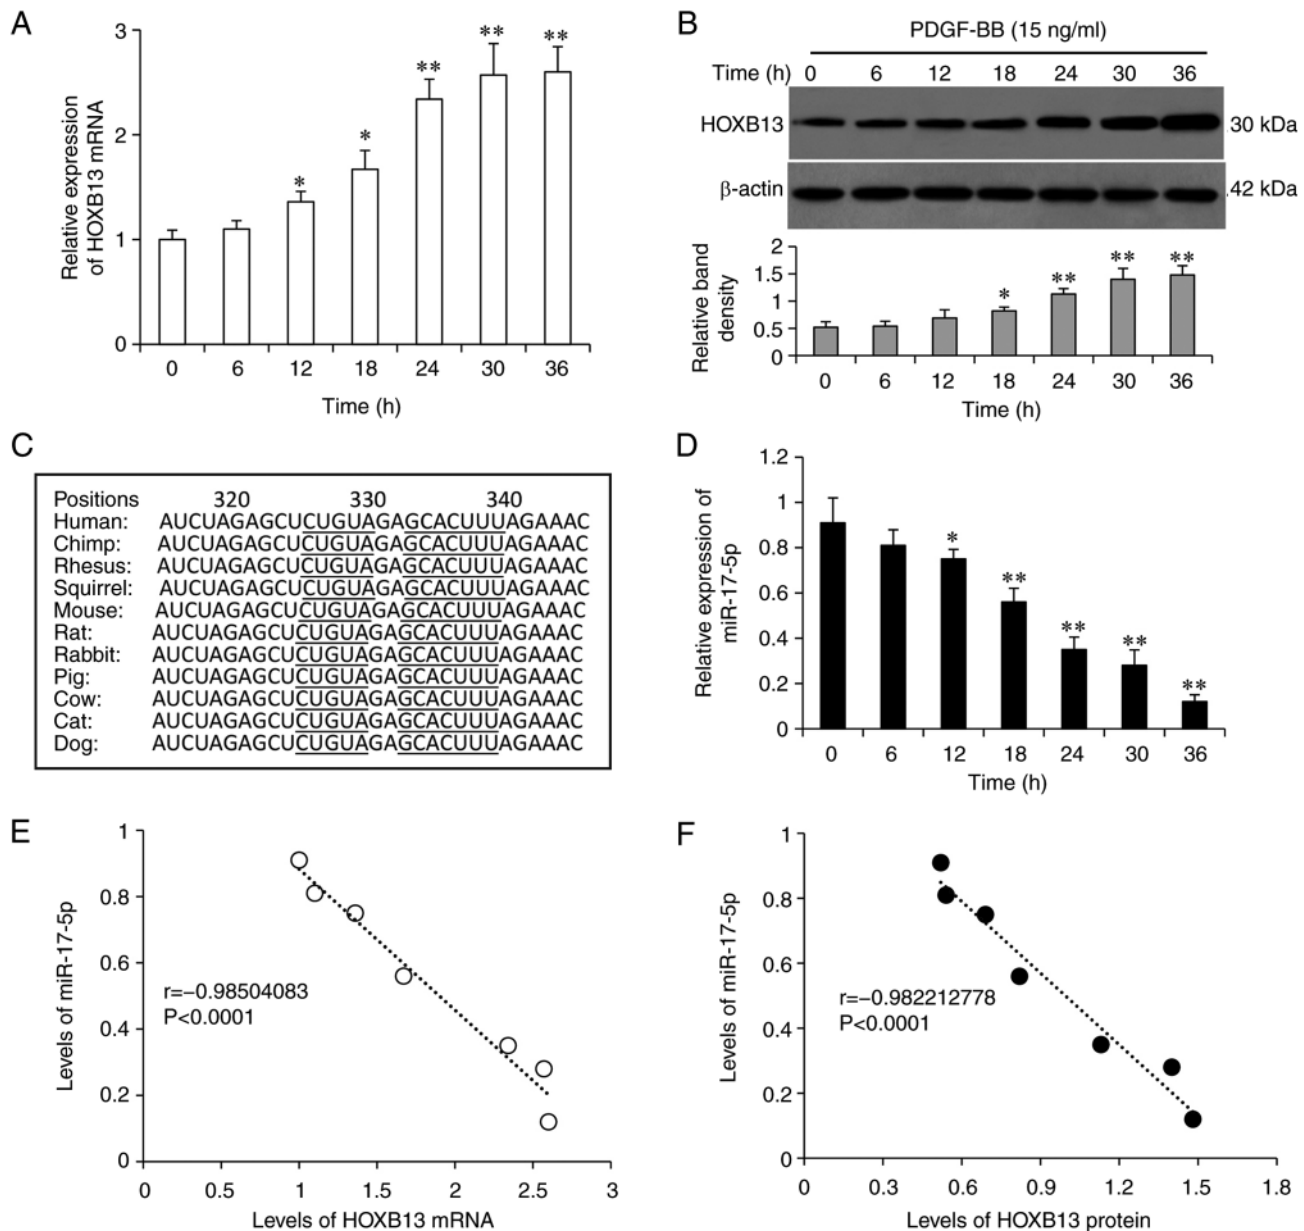 A
Relative expression
of HOXB13 mRNA
3
2
1
0
*
*
**
**
**
0 6 12 18 24 30 36
Time (h)
B
PDGF-BB (15 ng/ml)
Time (h) 0 6 12 18 24 30 36
HOXB13 30 kDa
β-actin 42 kDa
Relative band
density
2
1.5
1
0.5
0
*
**
**
**
0 6 12 18 24 30 36
Time (h)
C
Positions 320 330 340
Human: AUCUAGAGCUCUGUAGAGCACUUUAGAAAC
Chimp: AUCUAGAGCUCUGUAGAGCACUUUAGAAAC
Rhesus: AUCUAGAGCUCUGUAGAGCACUUUAGAAAC
Squirrel: AUCUAGAGCUCUGUAGAGCACUUUAGAAAC
Mouse: AUCUAGAGCUCUGUAGAGCACUUUAGAAAC
Rat: AUCUAGAGCUCUGUAGAGCACUUUAGAAAC
Rabbit: AUCUAGAGCUCUGUAGAGCACUUUAGAAAC
Pig: AUCUAGAGCUCUGUAGAGCACUUUAGAAAC
Cow: AUCUAGAGCUCUGUAGAGCACUUUAGAAAC
Cat: AUCUAGAGCUCUGUAGAGCACUUUAGAAAC
Dog: AUCUAGAGCUCUGUAGAGCACUUUAGAAAC
D
Relative expression of
miR-17-5p
1.2
1
0.8
0.6
0.4
0.2
0
*
**
**
**
**
0 6 12 18 24 30 36
Time (h)
E
Levels of miR-17-5p
1
0.8
0.6
0.4
0.2
0
r=−0.98504083
P<0.0001
0 0.5 1 1.5 2 2.5 3
Levels of HOXB13 mRNA
F
Levels of miR-17-5p
1
0.8
0.6
0.4
0.2
0
r=−0.982212778
P<0.0001
0 0.3 0.6 0.9 1.2 1.5 1.8
Levels of HOXB13 protein